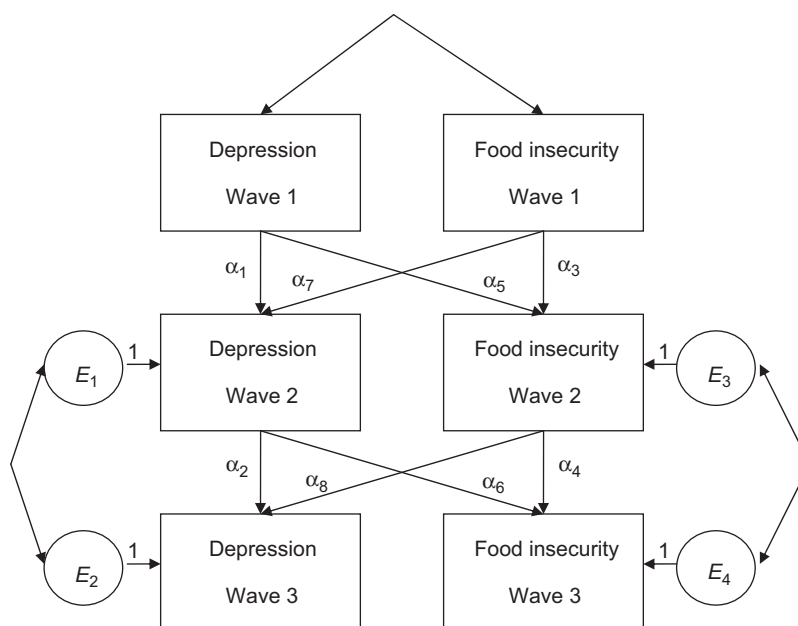 Depression
Wave 1
Food insecurity
Wave 1
α1
α7
α5
α3
E1
1
Depression
Wave 2
Food insecurity
Wave 2
1
E3
α2
α8
α6
α4
E2
1
Depression
Wave 3
Food insecurity
Wave 3
1
E4